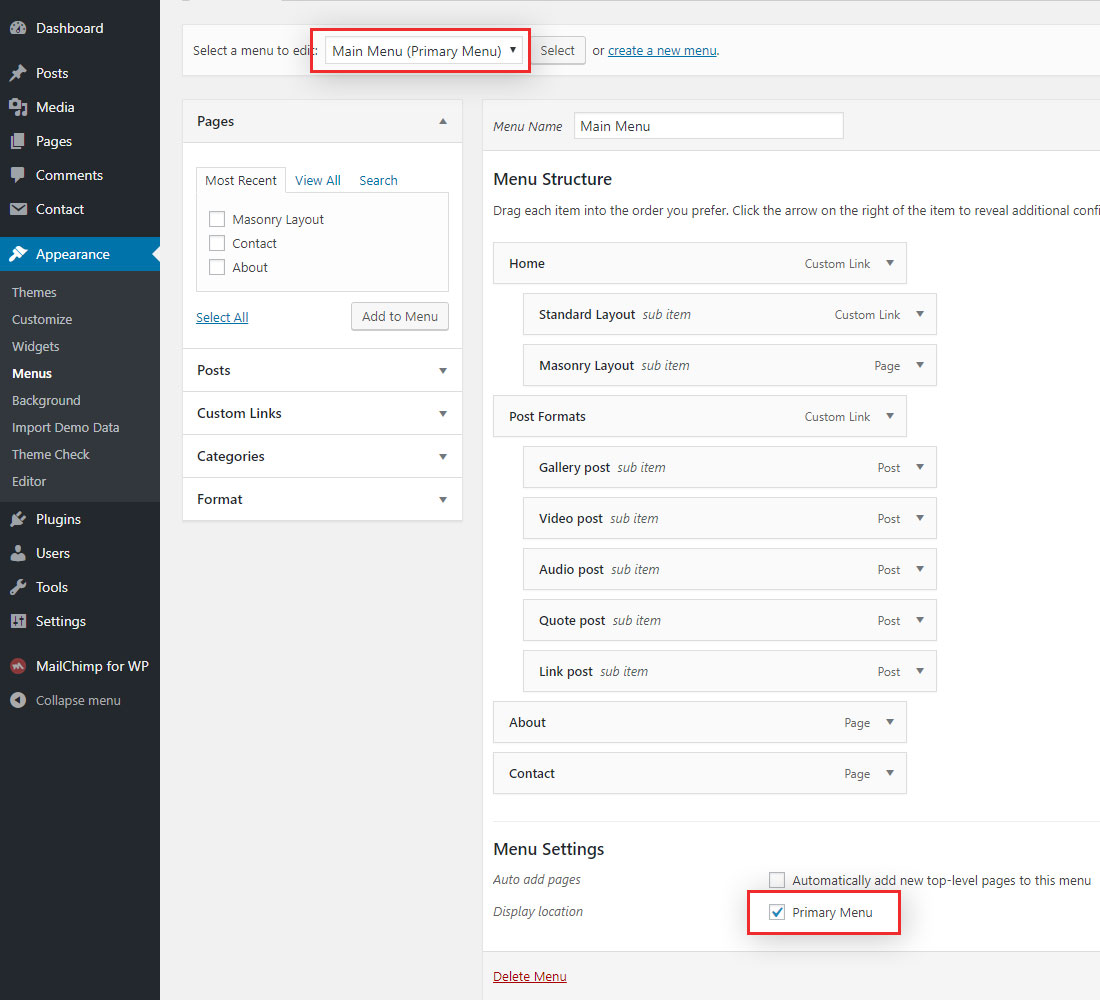 Dashboard
Posts
Media
Pages
Comments
Contact
Appearance
Themes
Customize
Widgets
Menus
Background
Import Demo Data
Theme Check
Editor
Plugins
Users
Tools
Settings
MailChimp for WP
Collapse menu
Select a menu to edit: Main Menu (Primary Menu) Select or create a new menu.
Pages
Most Recent View All Search
Masonry Layout
Contact
About
Select All Add to Menu
Posts
Custom Links
Categories
Format
Menu Name Main Menu
Menu Structure
Drag each item into the order you prefer. Click the arrow on the right of the item to reveal additional confi
Home Custom Link
Standard Layout sub item Custom Link
Masonry Layout sub item Page
Post Formats Custom Link
Gallery post sub item Post
Video post sub item Post
Audio post sub item Post
Quote post sub item Post
Link post sub item Post
About Page
Contact Page
Menu Settings
Auto add pages Automatically add new top-level pages to this menu
Display location Primary Menu
Delete Menu